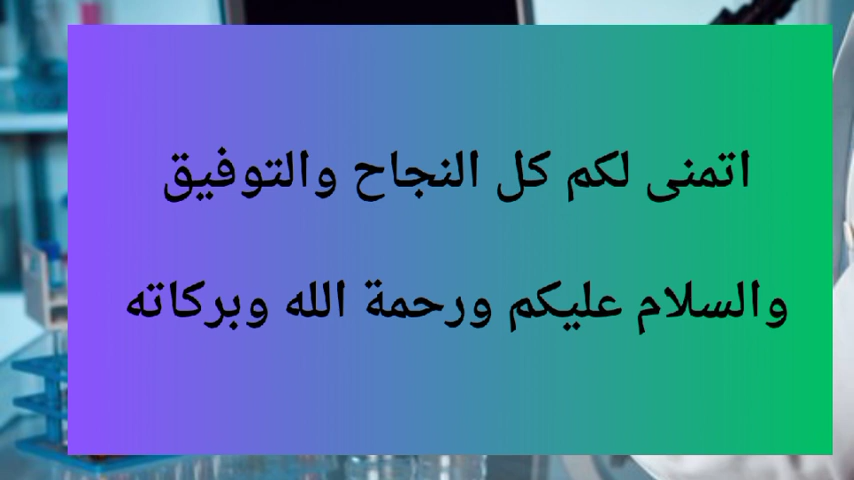 اتمنى لكم كل النجاح والتوفيق
والسلام عليكم ورحمة الله وبركاته